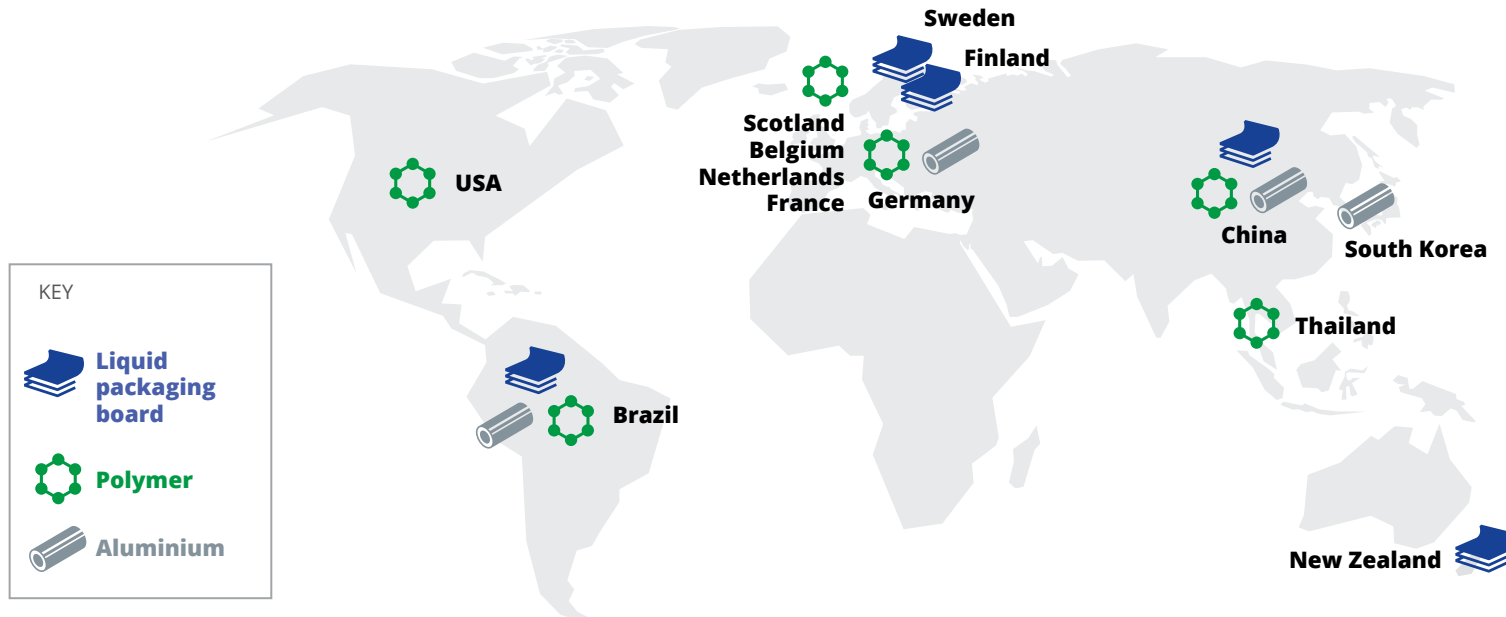 Sweden
Finland
Scotland
Belgium
Netherlands
France
Germany
USA
China
South Korea
Thailand
Brazil
New Zealand
KEY
Liquid
packaging
board
Polymer
Aluminium